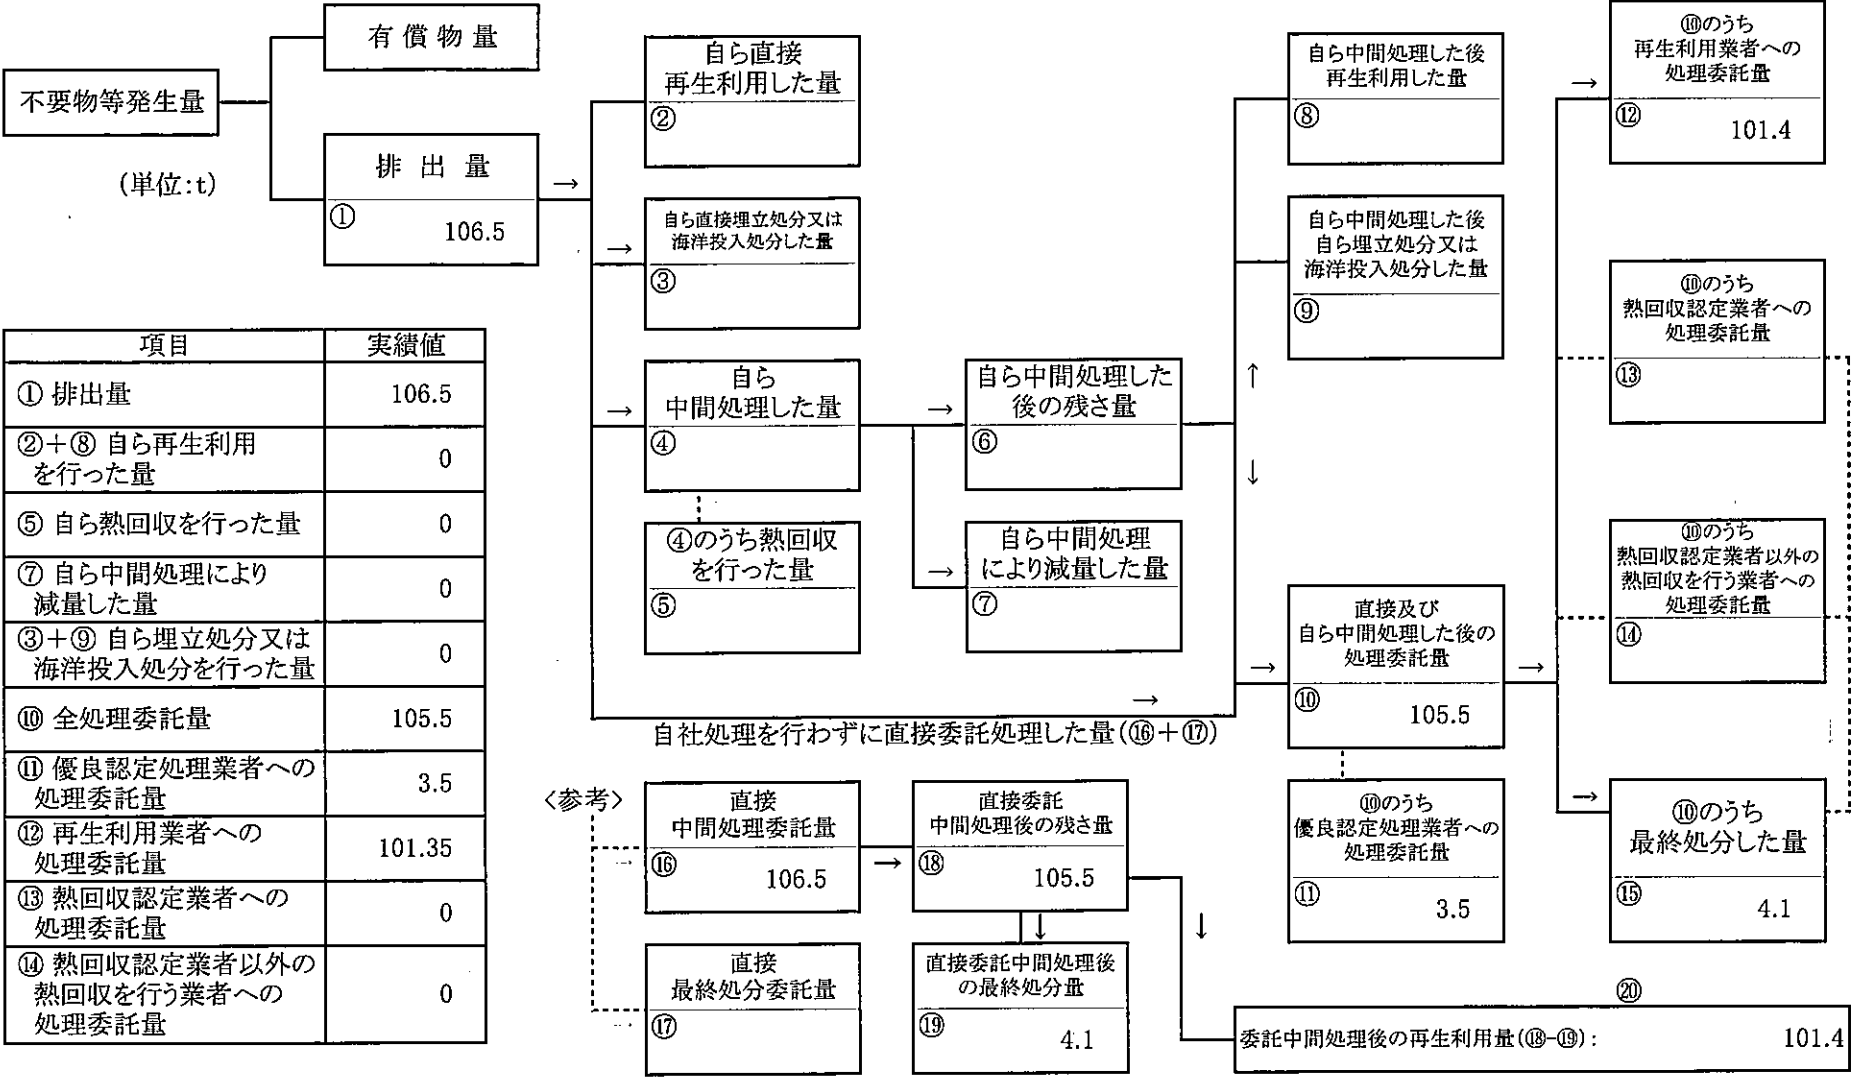 不要物等発生量
(単位:t)
有償物量
排出量
①
106.5
→
自ら直接
再生利用した量
②
→
自ら直接埋立処分又は
海洋投入処分した量
③
→
自ら
中間処理した量
④
④のうち熱回収
を行った量
⑤
→
自ら中間処理した
後の残さ量
⑥
→
自ら中間処理
により減量した量
⑦
↑
↓
自ら中間処理した後
再生利用した量
⑧
自ら中間処理した後
自ら埋立処分又は
海洋投入処分した量
⑨
→
自社処理を行わずに直接委託処理した量(⑯+⑰)
→
直接及び
自ら中間処理した後の
処理委託量
⑩
105.5
→
⑩のうち
優良認定処理業者への
処理委託量
⑪
3.5
→
⑩のうち
再生利用業者への
処理委託量
⑫
101.4
⑩のうち
熱回収認定業者への
処理委託量
⑬
⑩のうち
熱回収認定業者以外の
熱回収を行う業者への
処理委託量
⑭
→
⑩のうち
最終処分した量
⑮
4.1
項目 実績値
① 排出量 106.5
②+⑧ 自ら再生利用
を行った量 0
⑤ 自ら熱回収を行った量 0
⑦ 自ら中間処理により
減量した量 0
③+⑨ 自ら埋立処分又は
海洋投入処分を行った量 0
⑩ 全処理委託量 105.5
⑪ 優良認定処理業者への
処理委託量 3.5
⑫ 再生利用業者への
処理委託量 101.35
⑬ 熱回収認定業者への
処理委託量 0
⑭ 熱回収認定業者以外の
熱回収を行う業者への
処理委託量 0
<参考>
→
直接
中間処理委託量
⑯
106.5
→
直接委託
中間処理後の残さ量
⑱
105.5
↓
→
直接
最終処分委託量
⑰
直接委託中間処理後
の最終処分量
⑲
4.1
↓
⑳
委託中間処理後の再生利用量(⑱-⑲): 101.4